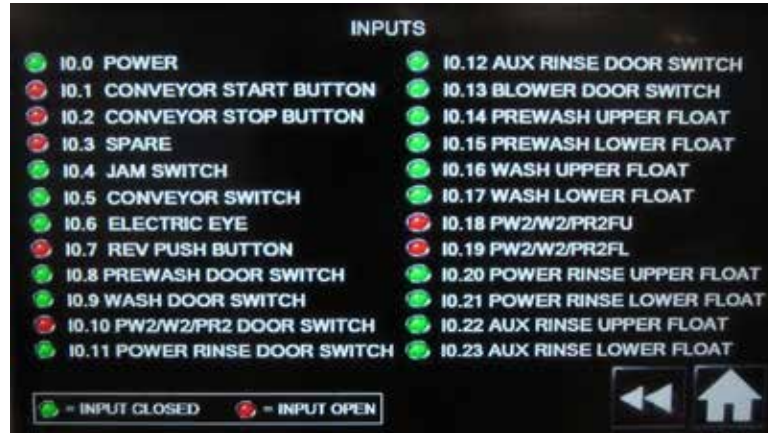 INPUTS
I0.0 POWER
I0.1 CONVEYOR START BUTTON
I0.2 CONVEYOR STOP BUTTON
I0.3 SPARE
I0.4 JAM SWITCH
I0.5 CONVEYOR SWITCH
I0.6 ELECTRIC EYE
I0.7 REV PUSH BUTTON
I0.8 PREWASH DOOR SWITCH
I0.9 WASH DOOR SWITCH
I0.10 PW2/W2/PR2 DOOR SWITCH
I0.11 POWER RINSE DOOR SWITCH
I0.12 AUX RINSE DOOR SWITCH
I0.13 BLOWER DOOR SWITCH
I0.14 PREWASH UPPER FLOAT
I0.15 PREWASH LOWER FLOAT
I0.16 WASH UPPER FLOAT
I0.17 WASH LOWER FLOAT
I0.18 PW2/W2/PR2FU
I0.19 PW2/W2/PR2FL
I0.20 POWER RINSE UPPER FLOAT
I0.21 POWER RINSE LOWER FLOAT
I0.22 AUX RINSE UPPER FLOAT
I0.23 AUX RINSE LOWER FLOAT
= INPUT CLOSED = INPUT OPEN